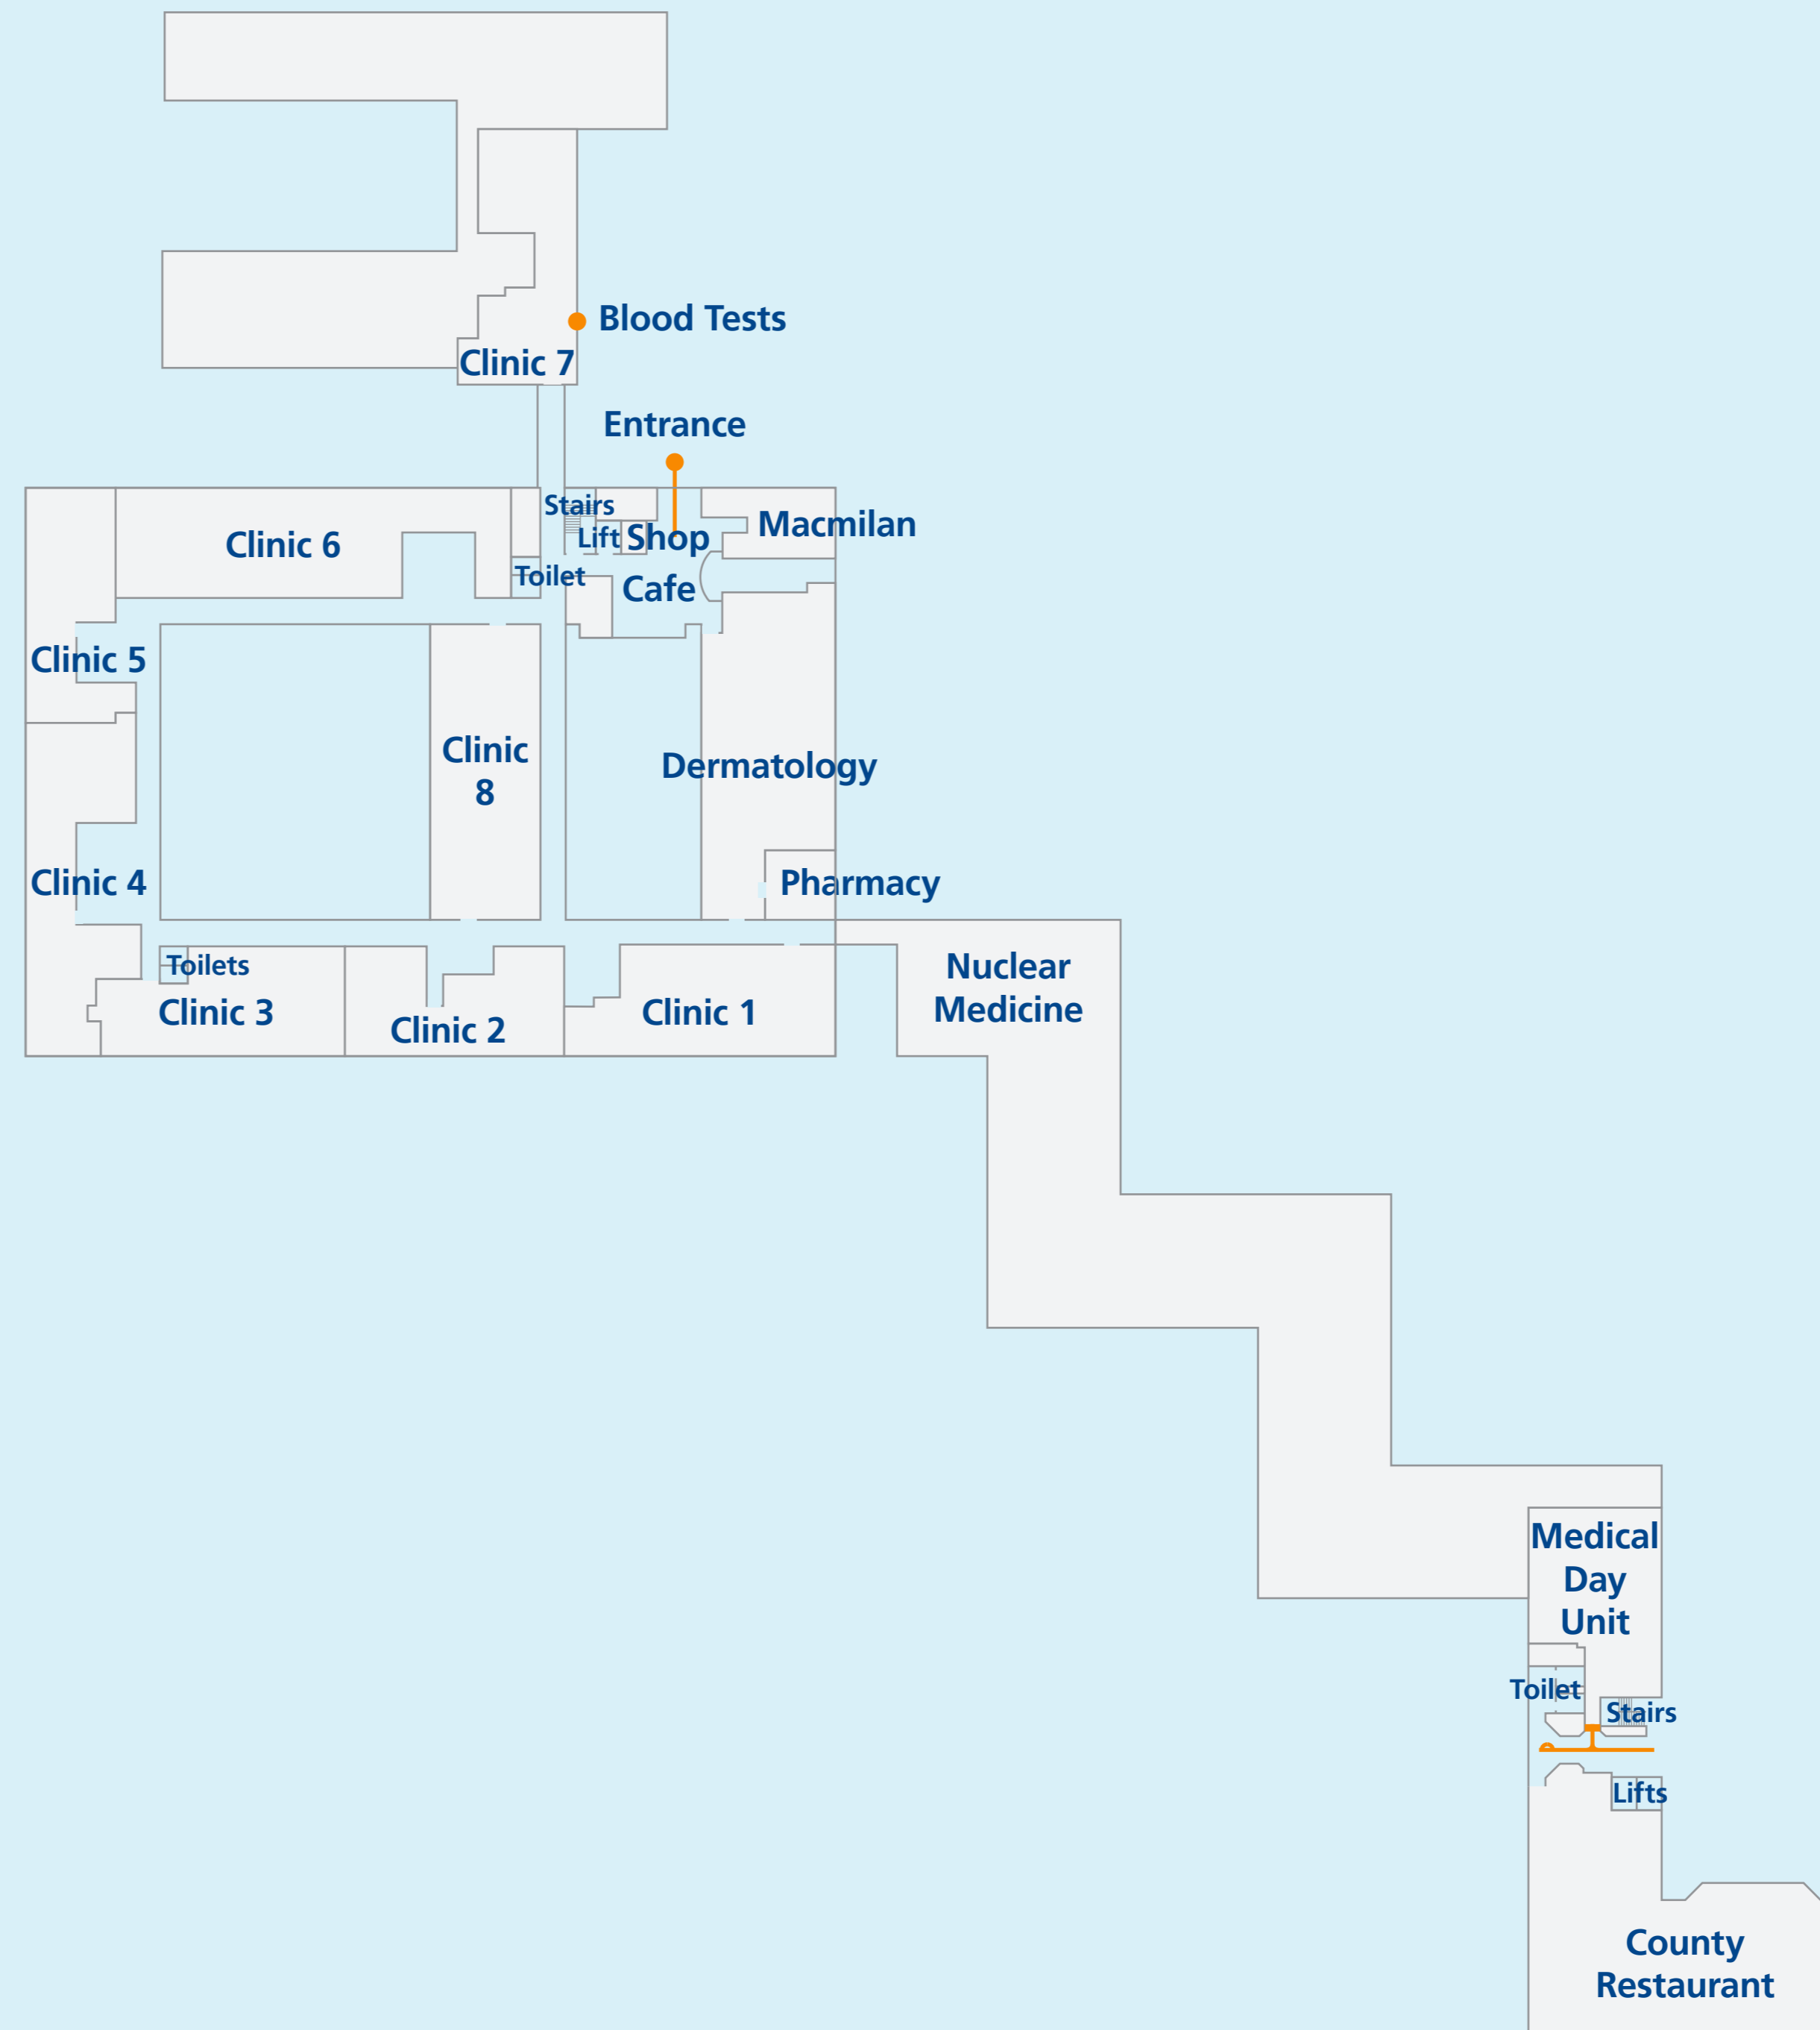 Blood Tests
Clinic 7
Entrance
Stairs
Macmilan
Lift
Shop
Clinic 6
Toilet
Cafe
Clinic 5
Clinic
8
Dermatology
Clinic 4
Pharmacy
Toilets
Nuclear
Medicine
Clinic 3
Clinic 2
Clinic 1
Medical
Day
Unit
Toilet
Stairs
Lifts
County
Restaurant